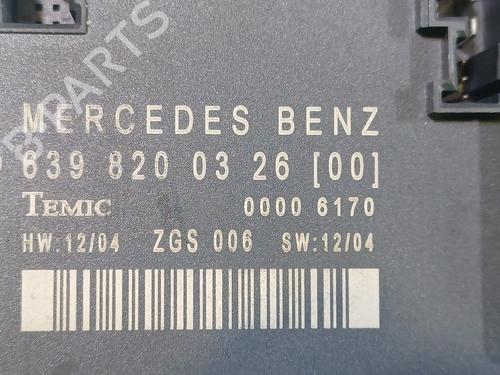 MERCEDES BENZ
639 820 03 26 [00]
TEMIC 0000 6170
HW:12/04 ZGS 006 SW:12/04